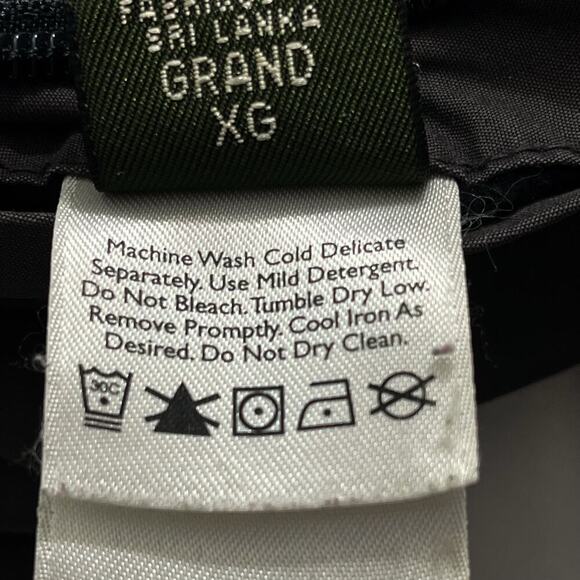 SRI LANKA
GRAND
XG
Machine Wash Cold Delicate
Separately. Use Mild Detergent.
Do Not Bleach. Tumble Dry Low.
Remove Promptly. Cool Iron As
Desired. Do Not Dry Clean.
30C